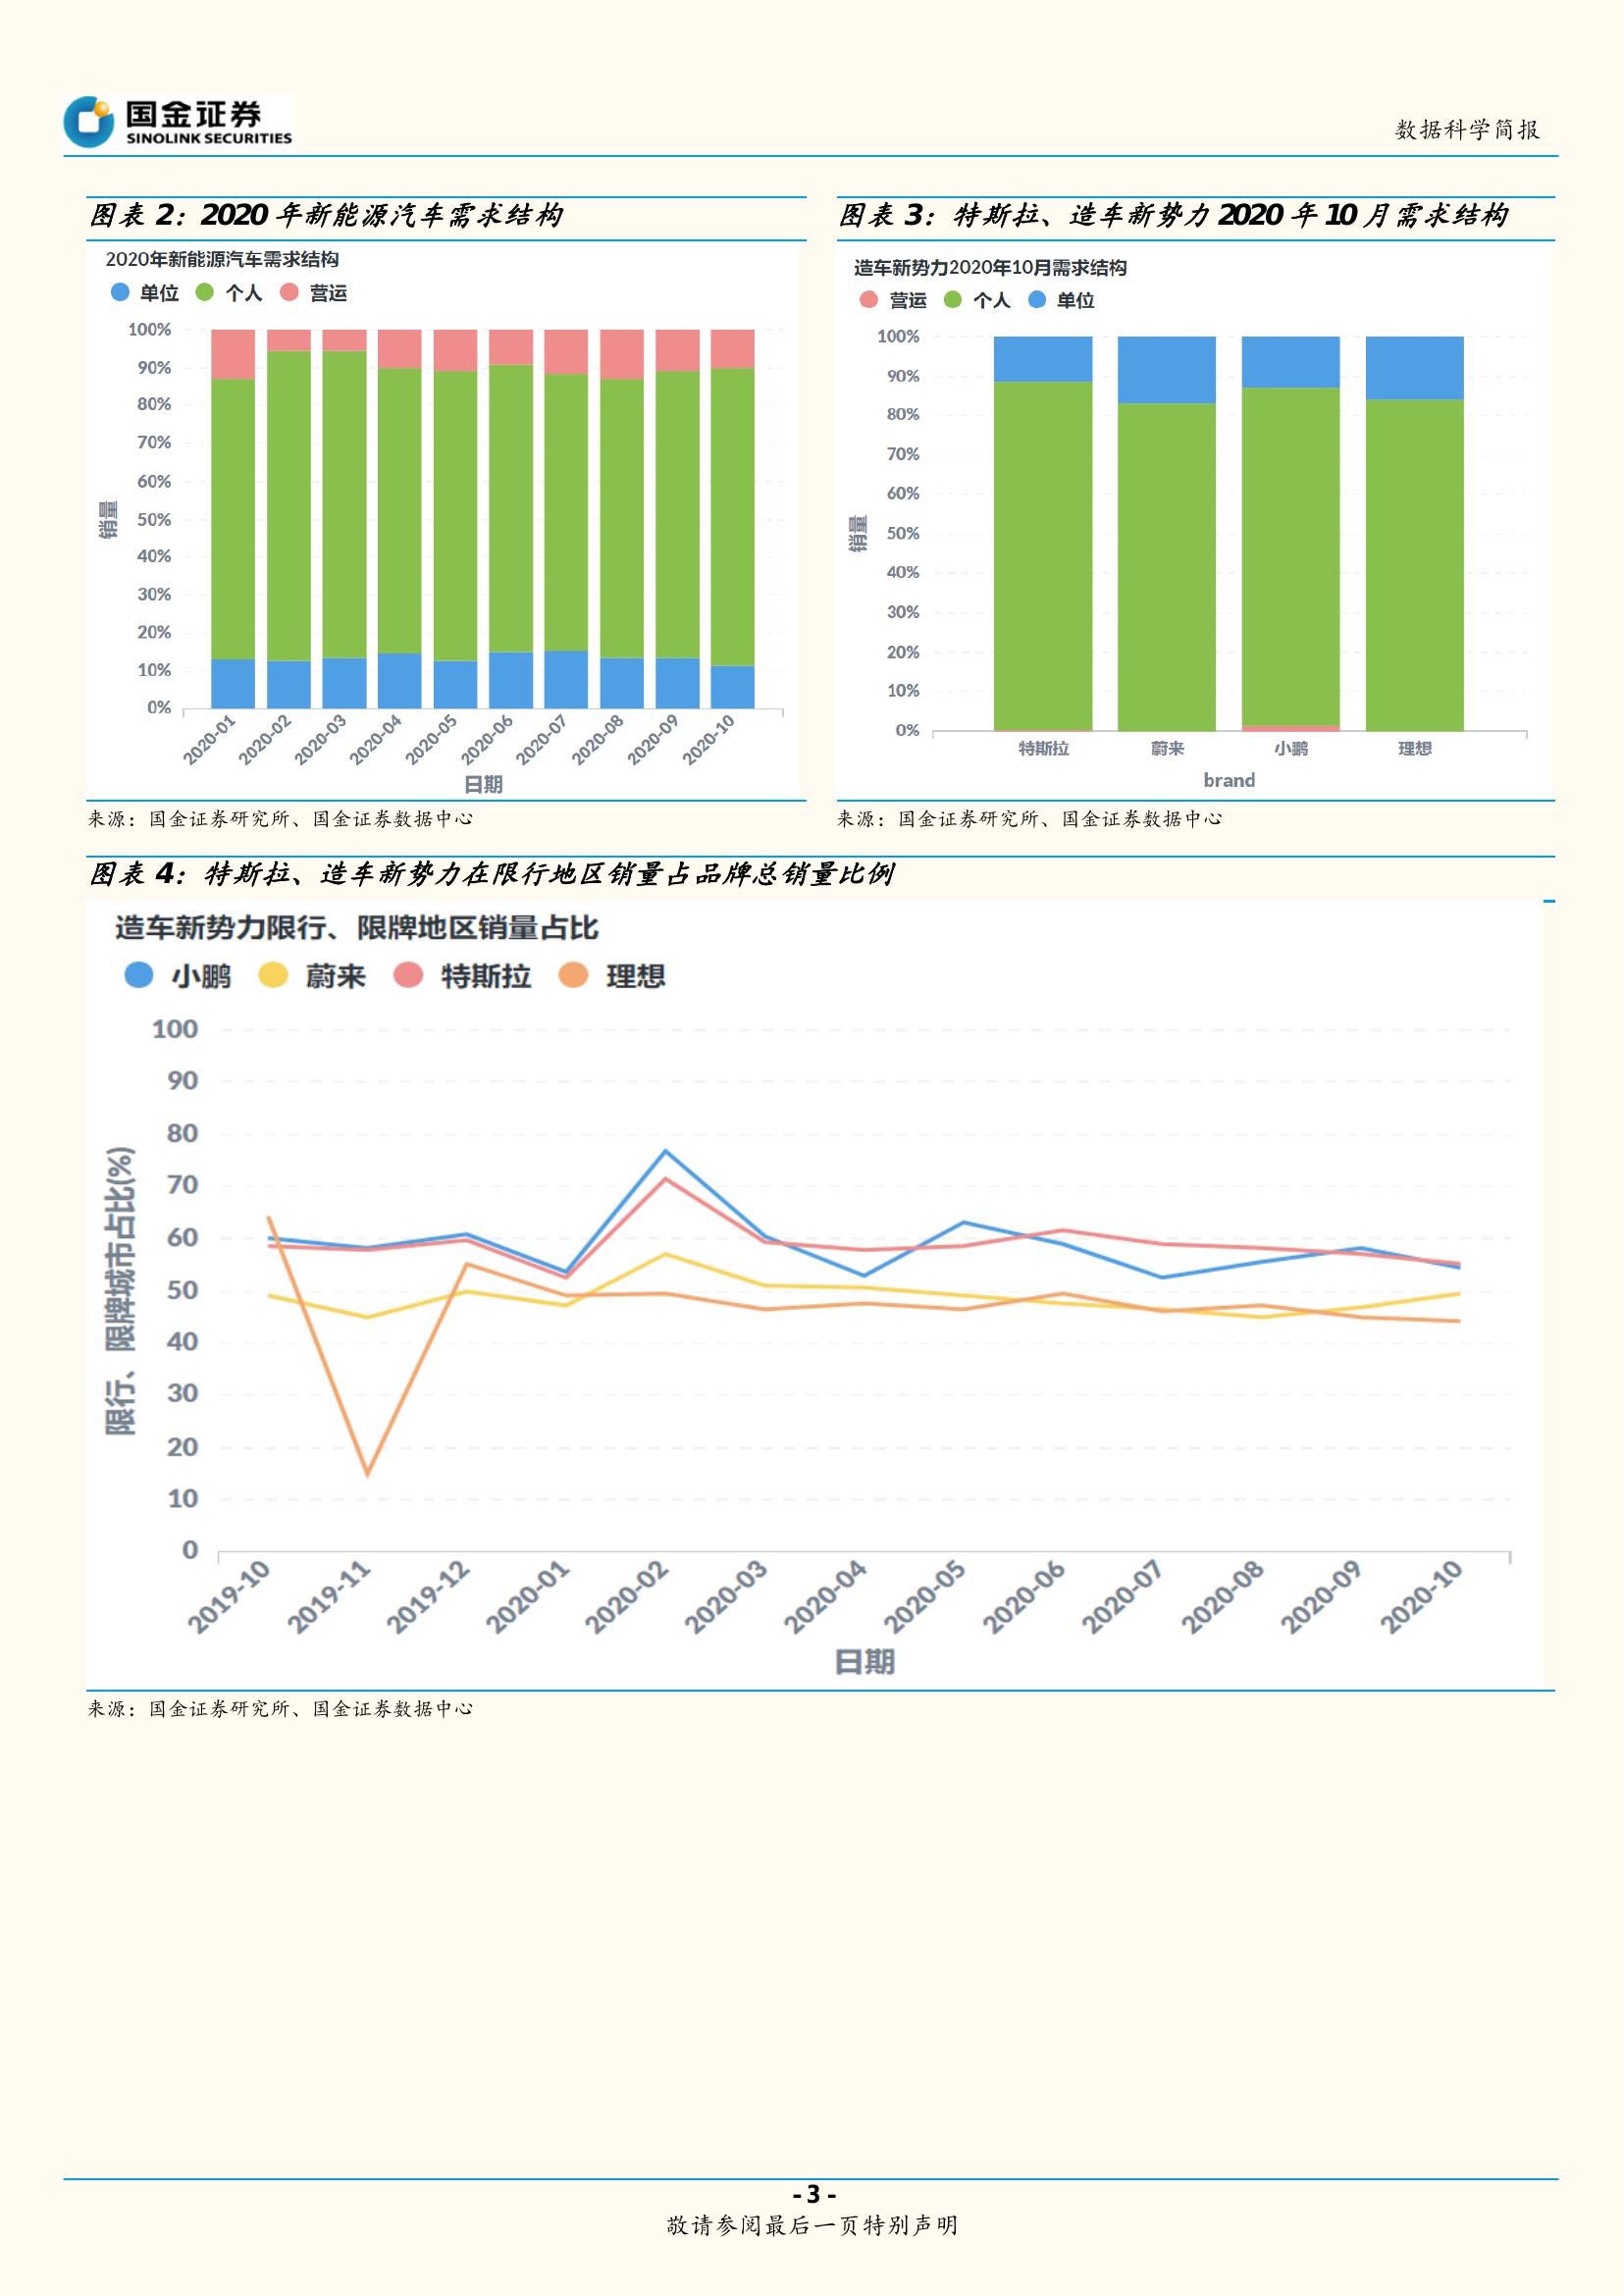 国金证券
SINOLINK SECURITIES
数据科学简报
图表 2：2020 年新能源汽车需求结构
2020年新能源汽车需求结构
单位 个人 营运
100%
90%
80%
70%
60%
50%
40%
30%
20%
10%
0%
销量
2020-01 2020-02 2020-03 2020-04 2020-05 2020-06 2020-07 2020-08 2020-09 2020-10
日期
来源：国金证券研究所、国金证券数据中心
图表 3：特斯拉、造车新势力 2020 年 10 月需求结构
造车新势力2020年10月需求结构
营运 个人 单位
100%
90%
80%
70%
60%
50%
40%
30%
20%
10%
0%
销量
特斯拉 蔚来 小鹏 理想
brand
来源：国金证券研究所、国金证券数据中心
图表 4：特斯拉、造车新势力在限行地区销量占品牌总销量比例
造车新势力限行、限牌地区销量占比
小鹏 蔚来 特斯拉 理想
100
90
80
70
60
50
40
30
20
10
0
限行、限牌城市占比(%)
2019-10 2019-11 2019-12 2020-01 2020-02 2020-03 2020-04 2020-05 2020-06 2020-07 2020-08 2020-09 2020-10
日期
来源：国金证券研究所、国金证券数据中心
- 3 -
敬请参阅最后一页特别声明